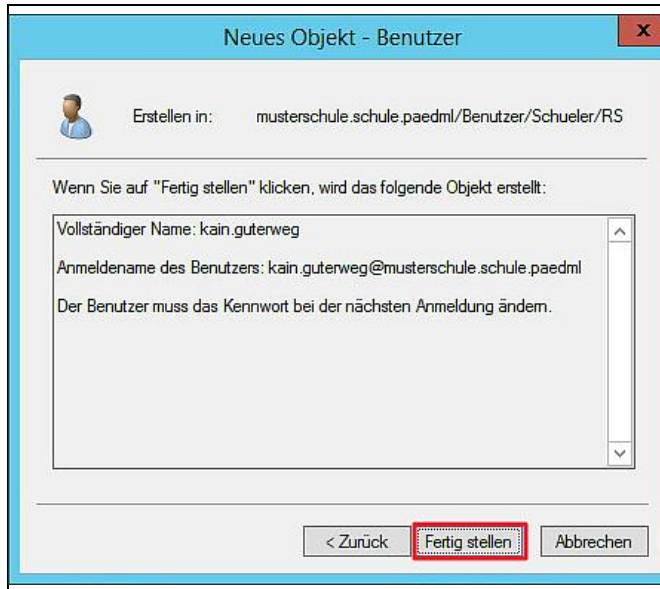 Neues Objekt - Benutzer
x
Erstellen in: musterschule.schule.paedml/Benutzer/Schueler/RS
Wenn Sie auf "Fertig stellen" klicken, wird das folgende Objekt erstellt:
Vollständiger Name: kain.guterweg
Anmeldename des Benutzers: kain.guterweg@musterschule.schule.paedml
Der Benutzer muss das Kennwort bei der nächsten Anmeldung ändern.
< Zurück
Fertig stellen
Abbrechen